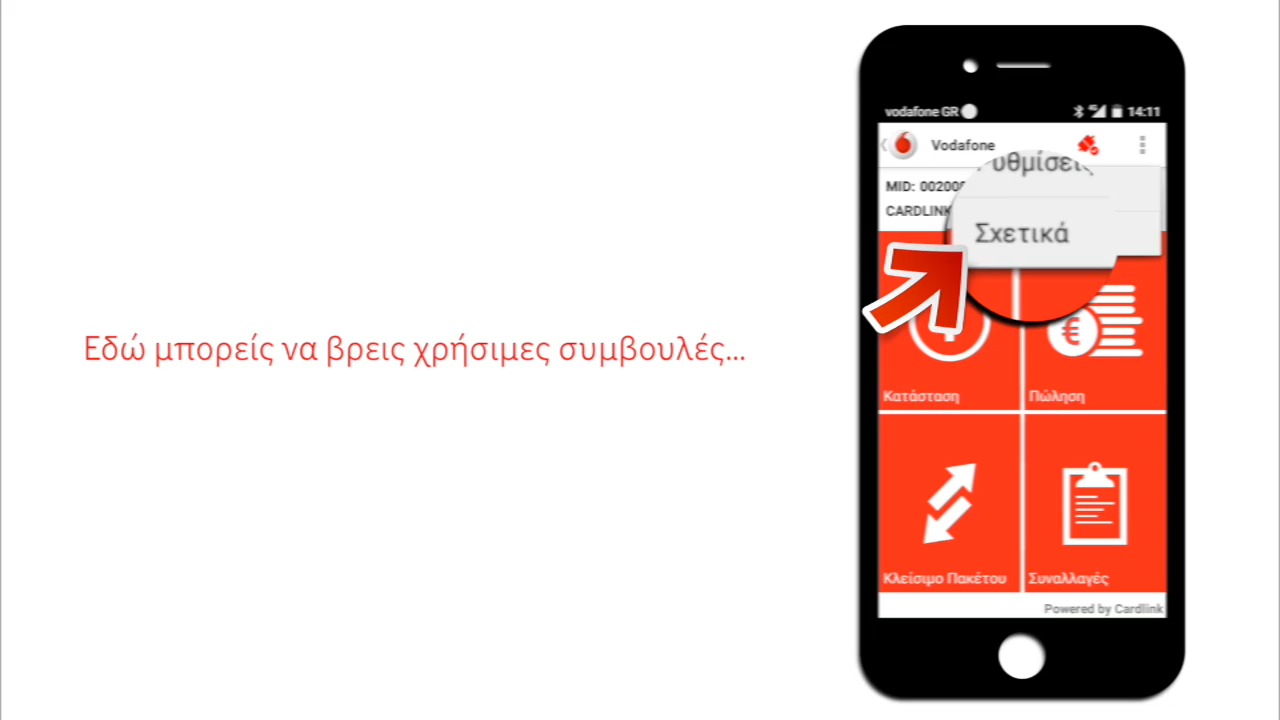 Εδώ μπορείς να βρεις χρήσιμες συμβουλές...
vodafone GR 4G 14:11
Vodafone
MID: 00200
CARDLINK
Σχετικά
Κατάσταση
Πώληση
Κλείσιμο Πακέτου
Συναλλαγές
Powered by Cardlink